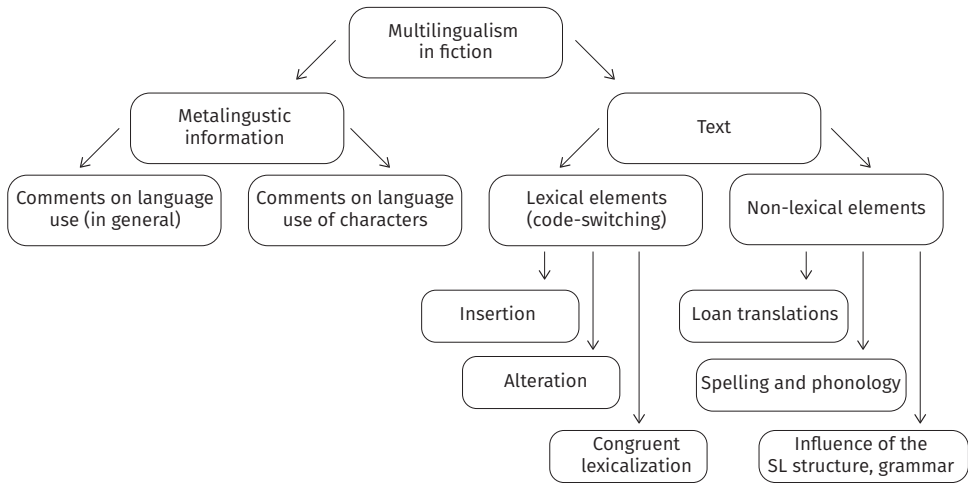 Multilingualism
in fiction
Metalingustic
information
Text
Comments on language
use (in general)
Comments on language
use of characters
Lexical elements
(code-switching)
Non-lexical elements
Insertion
Loan translations
Alteration
Spelling and phonology
Congruent
lexicalization
Influence of the
SL structure, grammar